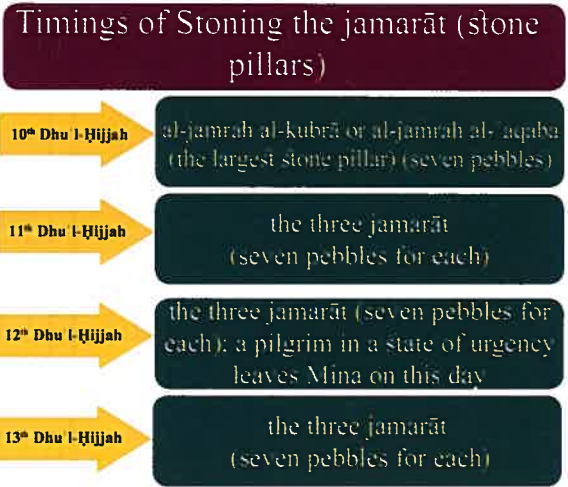 Timings of Stoning the jamarāt (stone
pillars)
10th Dhu'l-Ḥijjah
al-jamrah al-kubrā or al-jamrah al-'aqaba
(the largest stone pillar) (seven pebbles)
11th Dhu'l-Ḥijjah
the three jamarāt
(seven pebbles for each)
12th Dhu'l-Ḥijjah
the three jamarāt (seven pebbles for
each); a pilgrim in a state of urgency
leaves Mina on this day
13th Dhu'l-Ḥijjah
the three jamarāt
(seven pebbles for each)